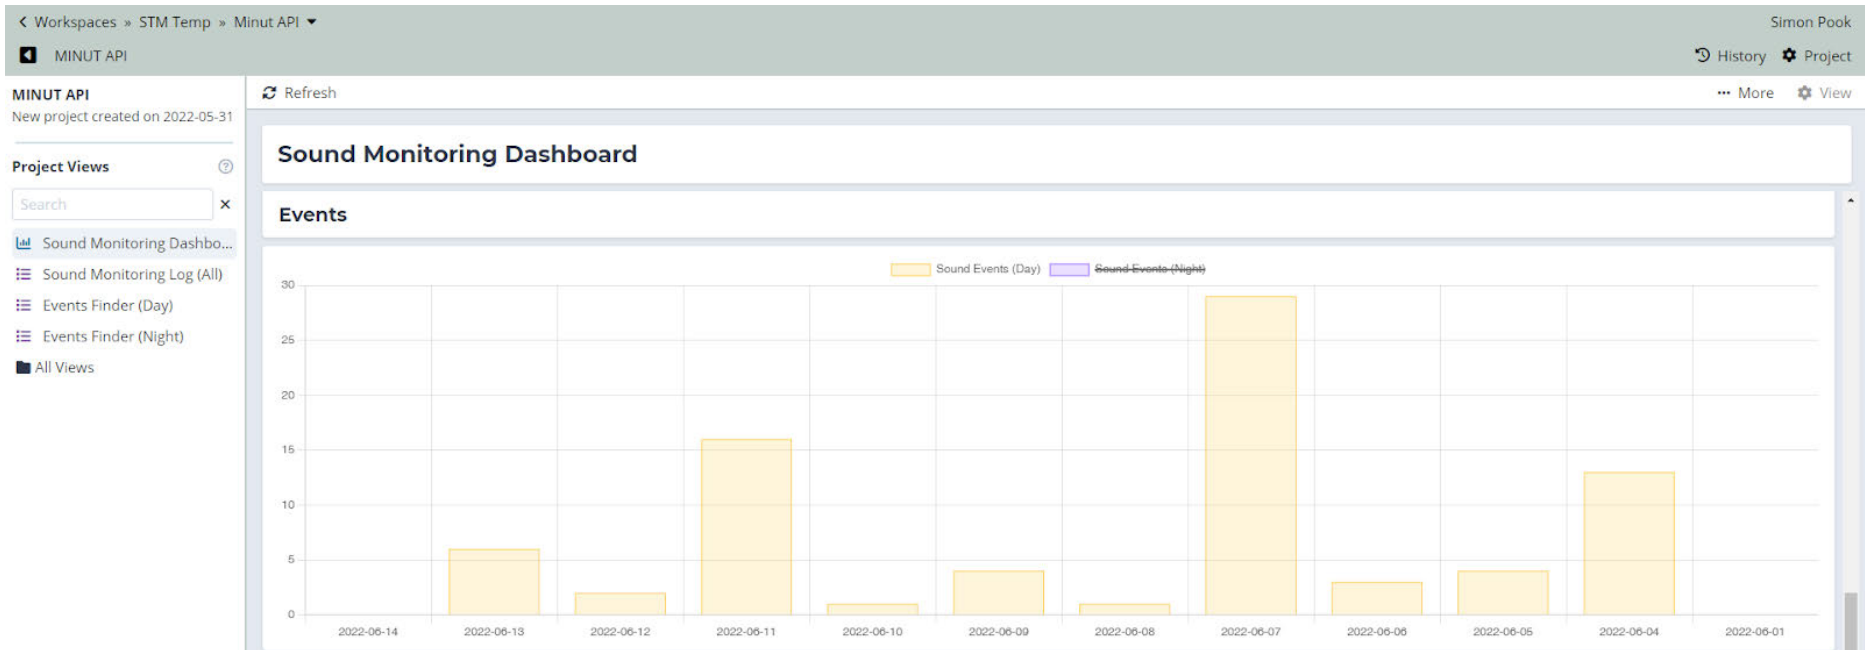 Workspaces » STM Temp » Minut API
Simon Pook
MINUT API
History
Project
MINUT API
New project created on 2022-05-31
Project Views
Search
Sound Monitoring Dashbo...
Sound Monitoring Log (All)
Events Finder (Day)
Events Finder (Night)
All Views
Refresh
More
View
Sound Monitoring Dashboard
Events
Sound Events (Day)
Sound Events (Night)
30
25
20
15
10
5
0
2022-06-14
2022-06-13
2022-06-12
2022-06-11
2022-06-10
2022-06-09
2022-06-08
2022-06-07
2022-06-06
2022-06-05
2022-06-04
2022-06-01